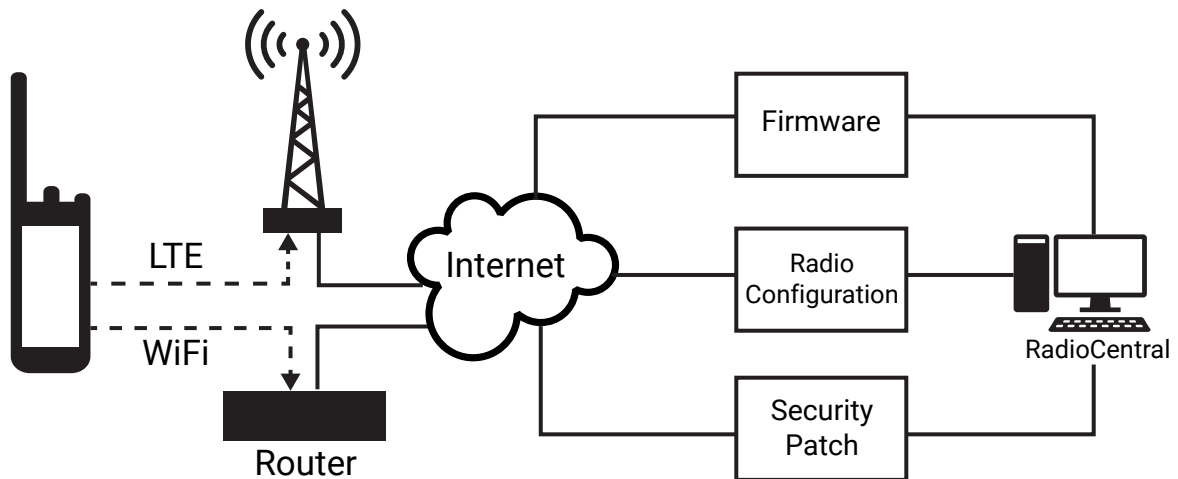 LTE
WiFi
Router
Internet
Firmware
Radio
Configuration
Security
Patch
RadioCentral